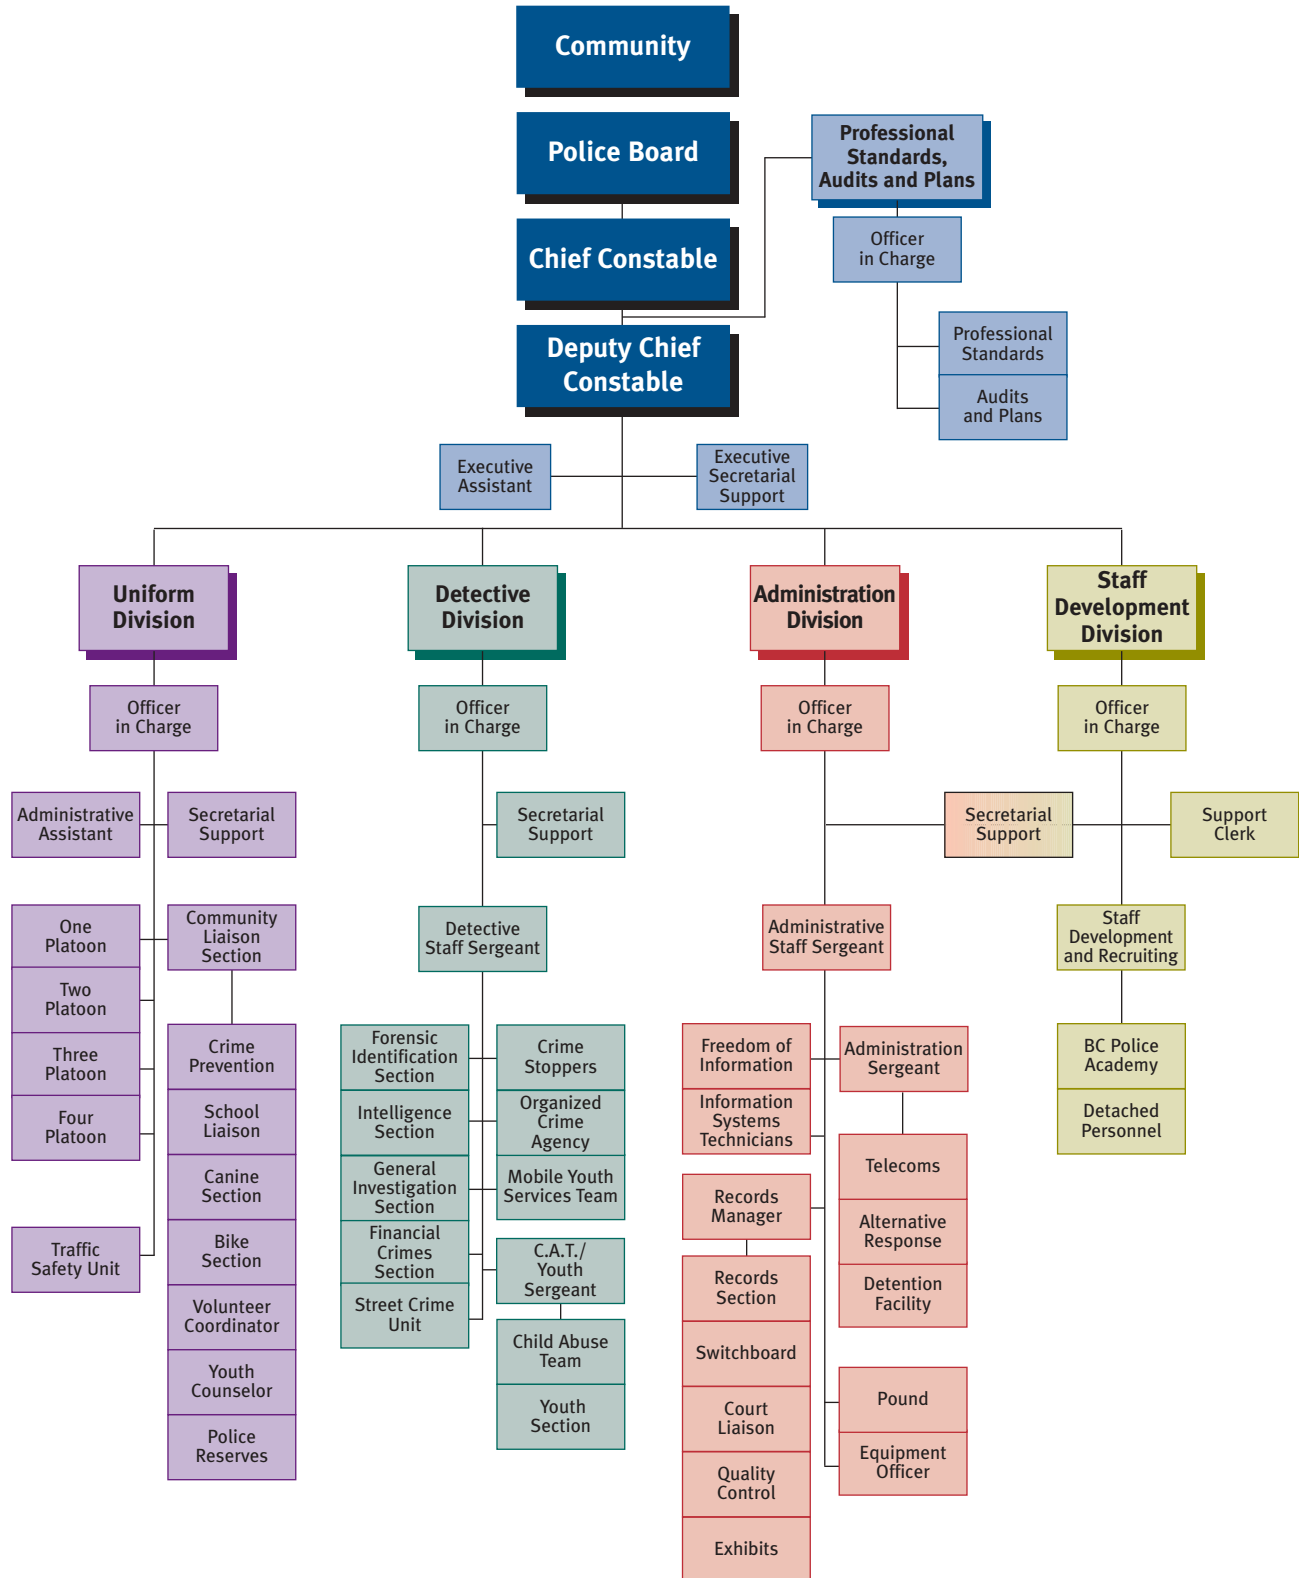 Community
Police Board
Professional
Standards,
Audits and Plans
Chief Constable
Officer
in Charge
Deputy Chief
Constable
Professional
Standards
Audits
and Plans
Executive
Assistant
Executive
Secretarial
Support
Uniform
Division
Detective
Division
Administration
Division
Staff
Development
Division
Officer
in Charge
Officer
in Charge
Officer
in Charge
Officer
in Charge
Administrative
Assistant
Secretarial
Support
Secretarial
Support
Secretarial
Support
Support
Clerk
One
Platoon
Two
Platoon
Three
Platoon
Four
Platoon
Traffic
Safety Unit
Community
Liaison
Section
Crime
Prevention
School
Liaison
Canine
Section
Bike
Section
Volunteer
Coordinator
Youth
Counselor
Police
Reserves
Detective
Staff Sergeant
Forensic
Identification
Section
Intelligence
Section
General
Investigation
Section
Financial
Crimes
Section
Street Crime
Unit
Crime
Stoppers
Organized
Crime
Agency
Mobile Youth
Services Team
C.A.T./
Youth
Sergeant
Child Abuse
Team
Youth
Section
Administrative
Staff Sergeant
Freedom of
Information
Information
Systems
Technicians
Records
Manager
Records
Section
Switchboard
Court
Liaison
Quality
Control
Exhibits
Administration
Sergeant
Telecoms
Alternative
Response
Detention
Facility
Pound
Equipment
Officer
Staff
Development
and Recruiting
BC Police
Academy
Detached
Personnel